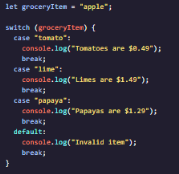 let groceryItem = "apple";

switch (groceryItem) {
  case "tomato":
    console.log("Tomatoes are $0.49");
    break;
  case "lime":
    console.log("Limes are $1.49");
    break;
  case "papaya":
    console.log("Papayas are $1.29");
    break;
  default:
    console.log("Invalid item");
    break;
}